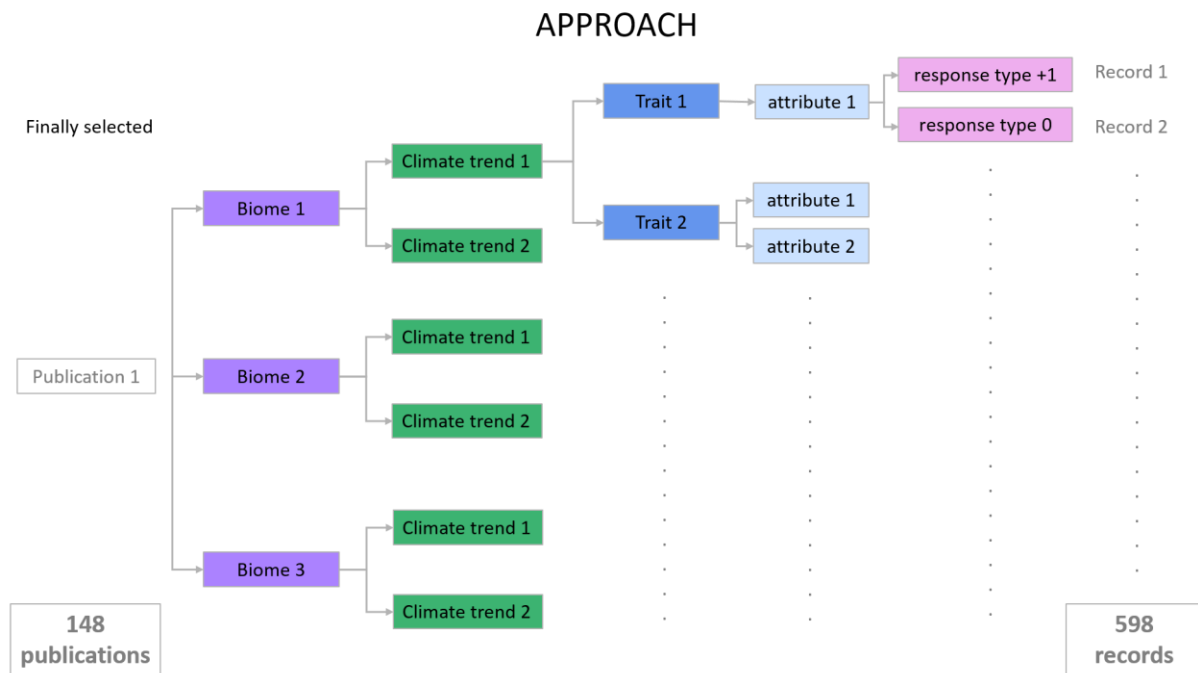 APPROACH
Finally selected
Publication 1
148
publications
Biome 1
Biome 2
Biome 3
Climate trend 1
Climate trend 2
Climate trend 1
Climate trend 2
Climate trend 1
Climate trend 2
Trait 1
Trait 2
attribute 1
attribute 1
attribute 2
response type +1
response type 0
Record 1
Record 2
598
records